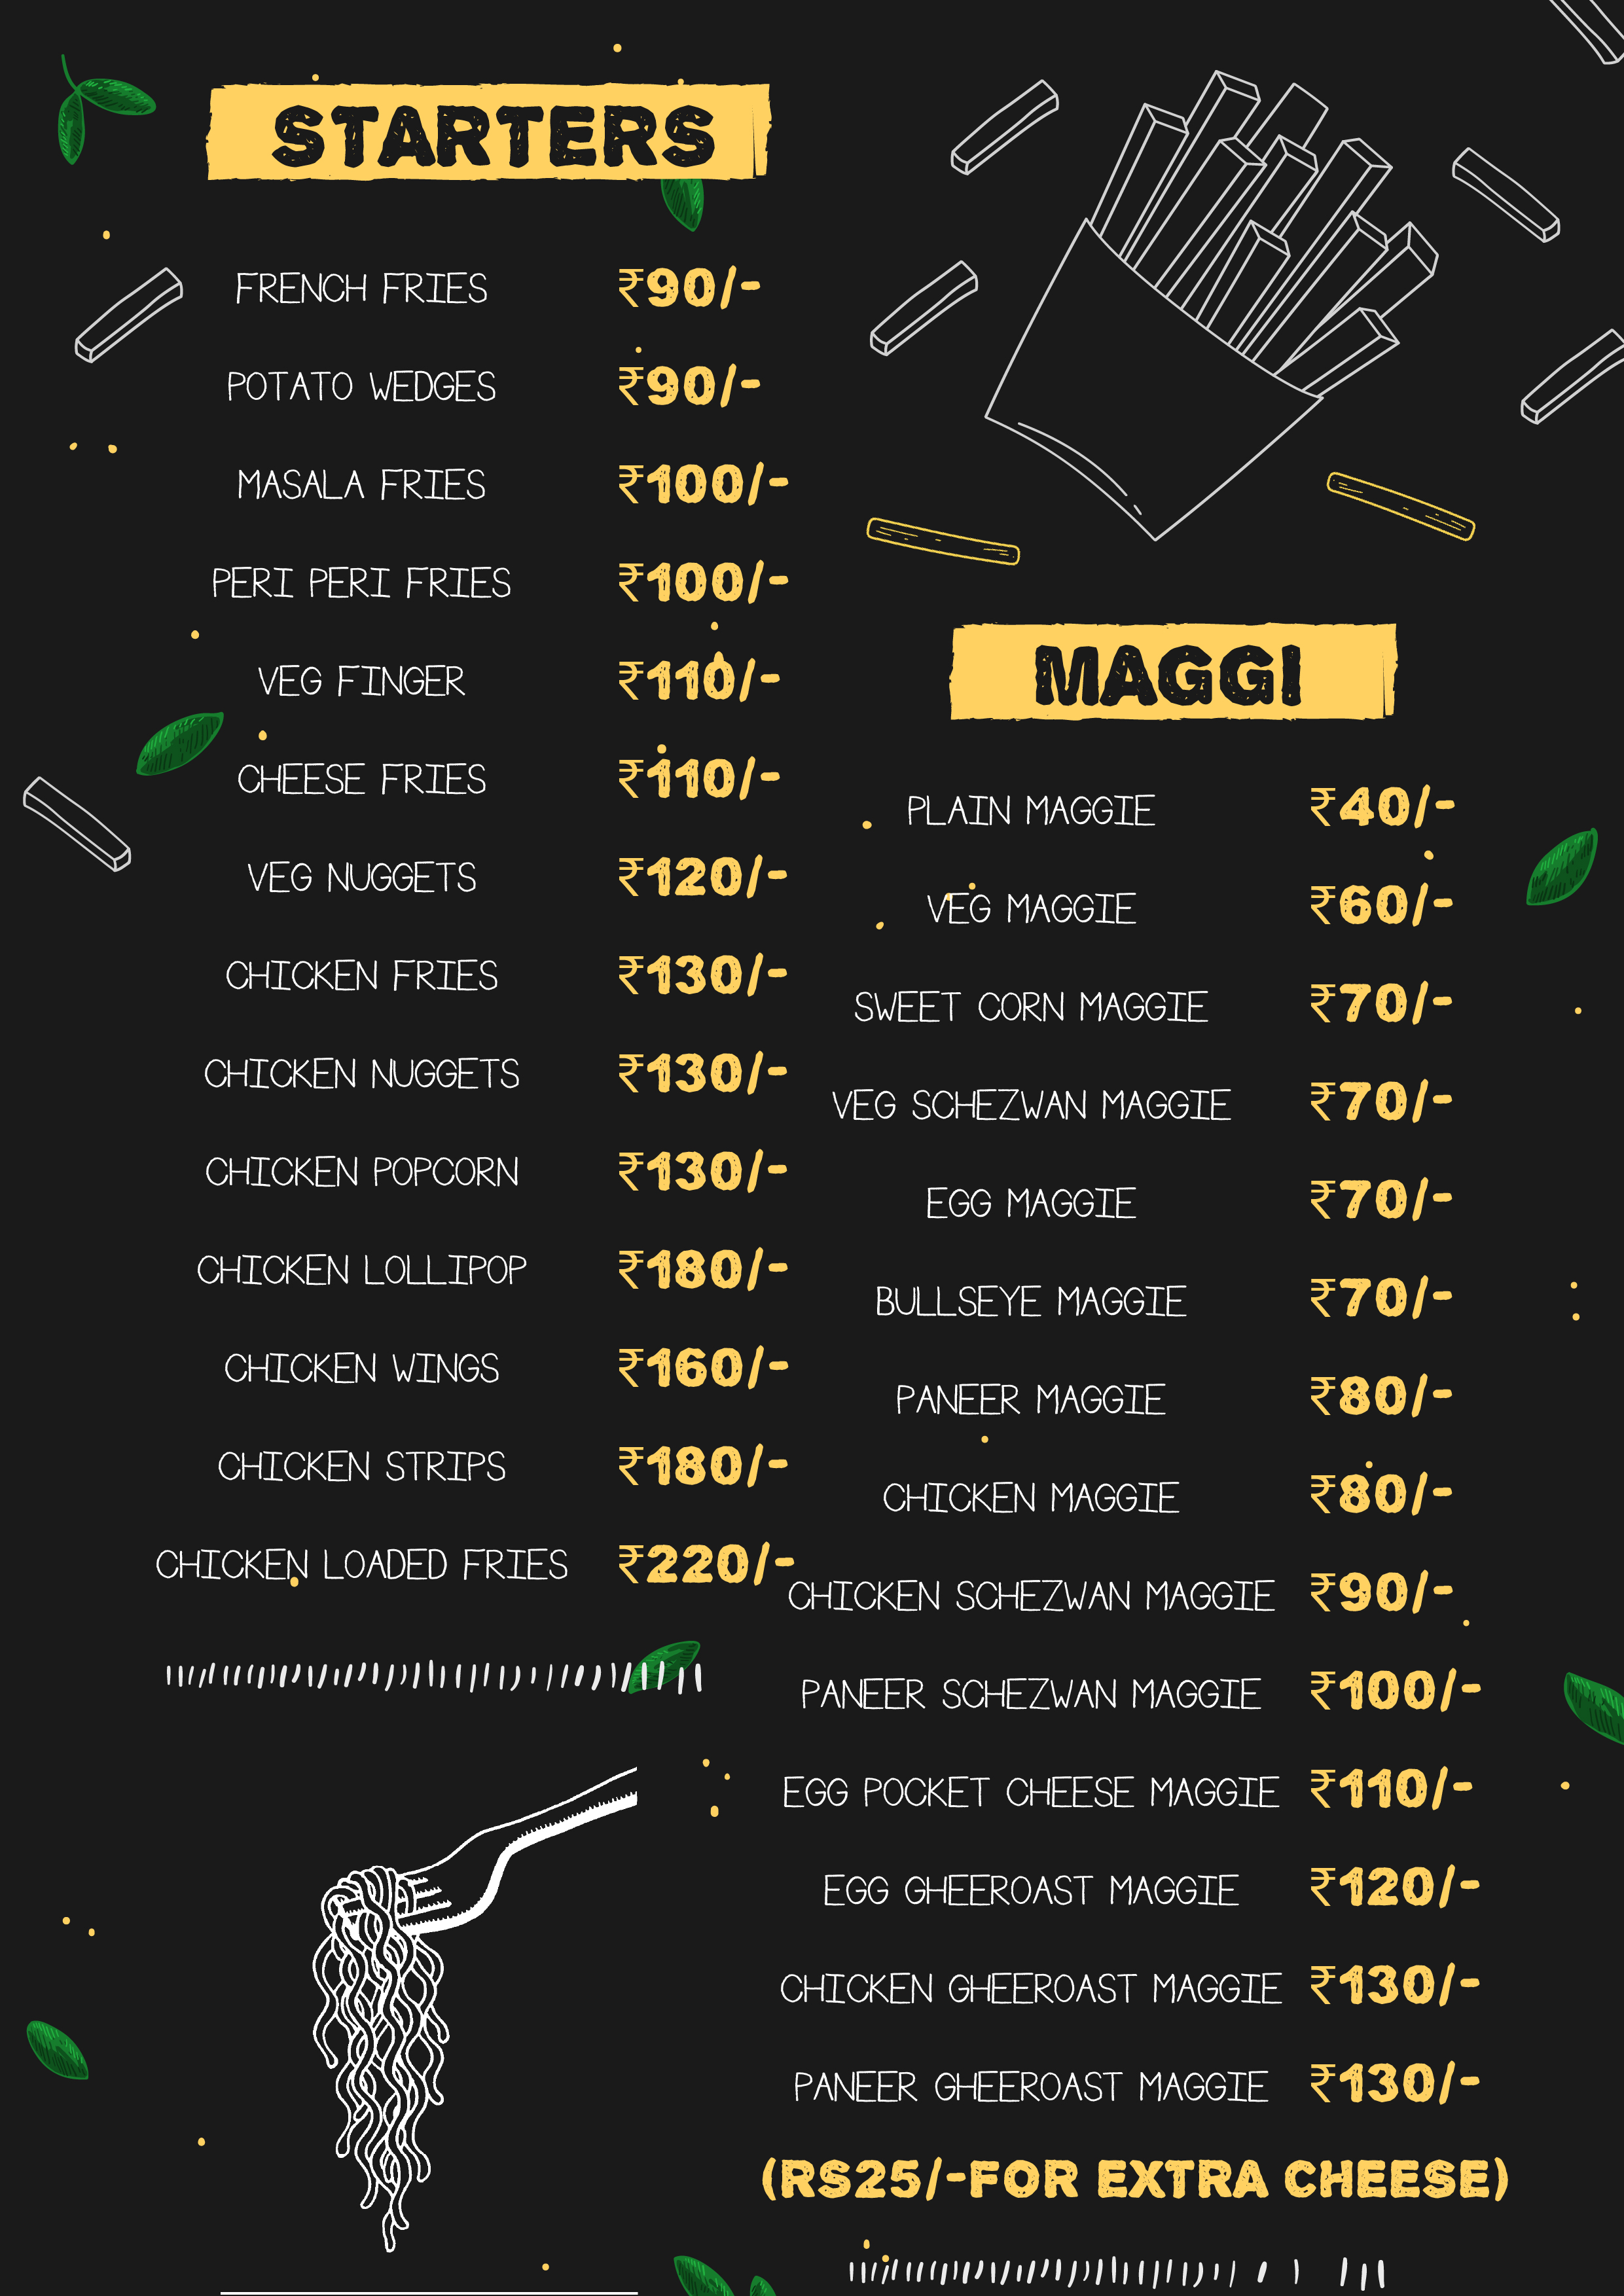 STARTERS
FRENCH FRIES ₹90/-
POTATO WEDGES ₹90/-
MASALA FRIES ₹100/-
PERI PERI FRIES ₹100/-
VEG FINGER ₹110/-
CHEESE FRIES ₹110/-
VEG NUGGETS ₹120/-
CHICKEN FRIES ₹130/-
CHICKEN NUGGETS ₹130/-
CHICKEN POPCORN ₹130/-
CHICKEN LOLLIPOP ₹180/-
CHICKEN WINGS ₹160/-
CHICKEN STRIPS ₹180/-
CHICKEN LOADED FRIES ₹220/-
MAGGI
PLAIN MAGGIE ₹40/-
VEG MAGGIE ₹60/-
SWEET CORN MAGGIE ₹70/-
VEG SCHEZWAN MAGGIE ₹70/-
EGG MAGGIE ₹70/-
BULLSEYE MAGGIE ₹70/-
PANEER MAGGIE ₹80/-
CHICKEN MAGGIE ₹80/-
CHICKEN SCHEZWAN MAGGIE ₹90/-
PANEER SCHEZWAN MAGGIE ₹100/-
EGG POCKET CHEESE MAGGIE ₹110/-
EGG GHEEROAST MAGGIE ₹120/-
CHICKEN GHEEROAST MAGGIE ₹130/-
PANEER GHEEROAST MAGGIE ₹130/-
(RS25/-FOR EXTRA CHEESE)